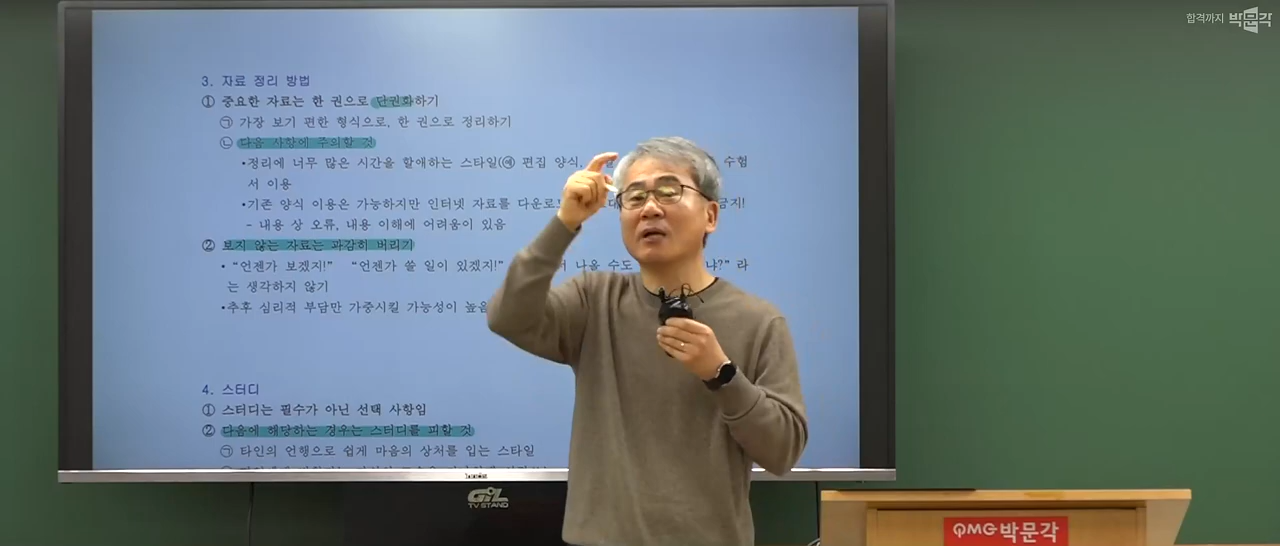 합격까지 박문각
3. 자료 정리 방법
① 중요한 자료는 한 권으로 단권화하기
㉠ 가장 보기 편한 형식으로, 한 권으로 정리하기
㉡ 다음 사항에 주의할 것
•정리에 너무 많은 시간을 할애하는 스타일(㉠ 편집 양식, 수험
서 이용
•기존 양식 이용은 가능하지만 인터넷 자료를 다운로드 금지!
- 내용 상 오류, 내용 이해에 어려움이 있음
② 보지 않는 자료는 과감히 버리기
• “언젠가 보겠지!” “언젠가 쓸 일이 있겠지!” 나올 수도 냐?” 라
는 생각하지 않기
•추후 심리적 부담만 가중시킬 가능성이 높음
4. 스터디
① 스터디는 필수가 아닌 선택 사항임
② 다음에 해당하는 경우는 스터디를 피할 것
㉠ 타인의 언행으로 쉽게 마음의 상처를 입는 스타일
GIL
TV STAND
PMG 박문각